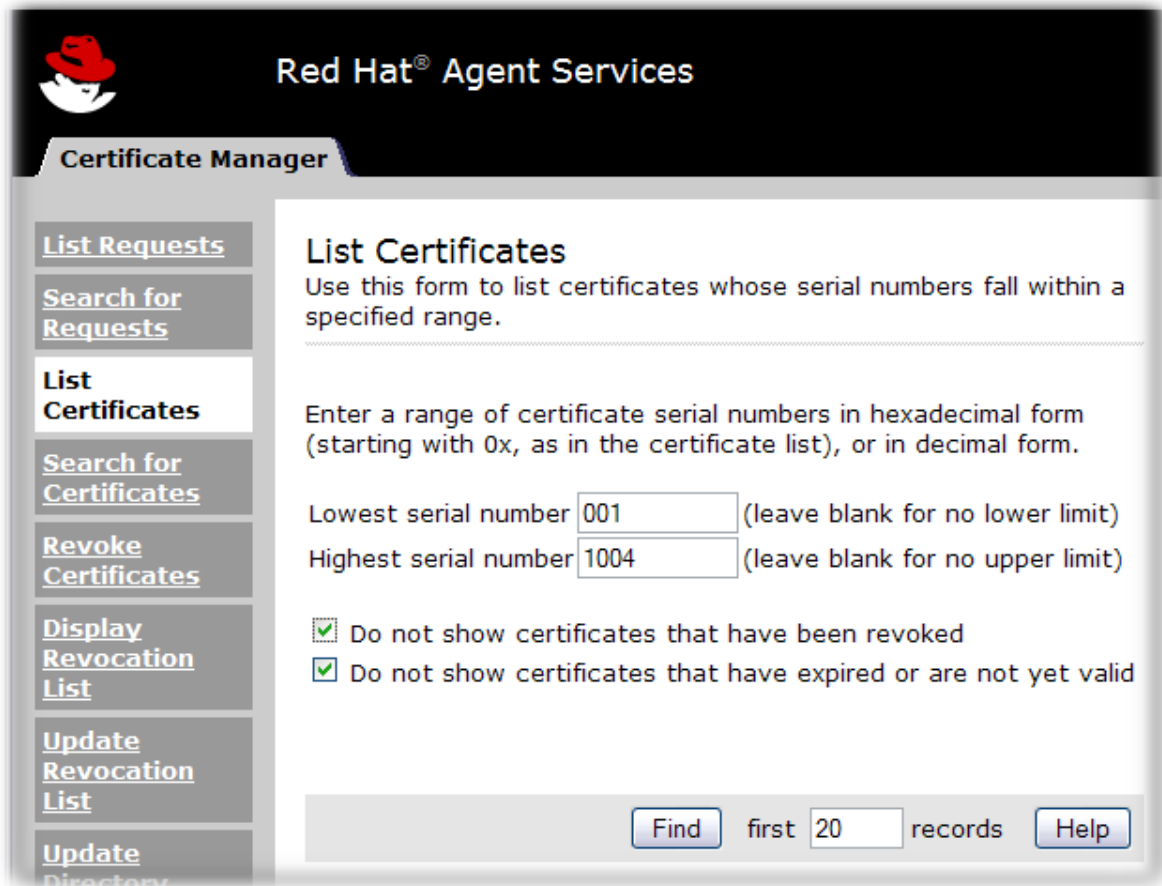 Red Hat® Agent Services
Certificate Manager
List Requests
Search for
Requests
List
Certificates
Search for
Certificates
Revoke
Certificates
Display
Revocation
List
Update
Revocation
List
Update
Directory
List Certificates
Use this form to list certificates whose serial numbers fall within a
specified range.
Enter a range of certificate serial numbers in hexadecimal form
(starting with 0x, as in the certificate list), or in decimal form.
Lowest serial number 001 (leave blank for no lower limit)
Highest serial number 1004 (leave blank for no upper limit)
Do not show certificates that have been revoked
Do not show certificates that have expired or are not yet valid
Find first 20 records Help